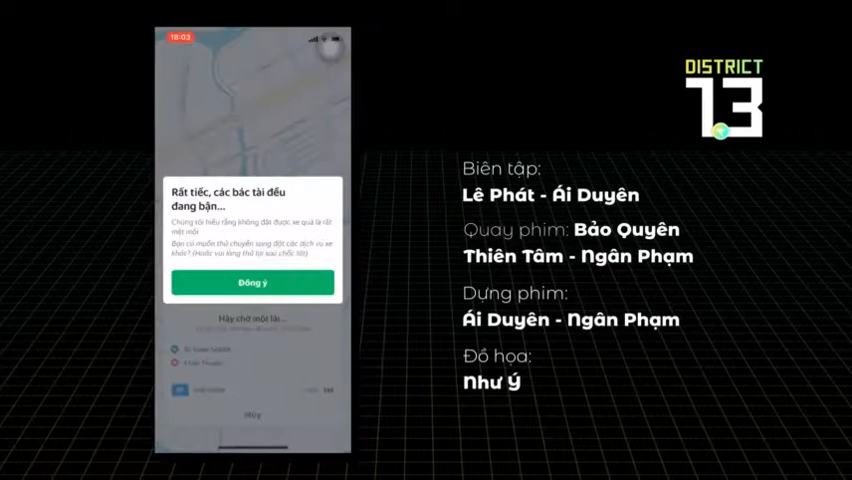 18:03
Rất tiếc, các bác tài đều
đang bận...
Chúng tôi hiểu rằng không đặt được xe quả là rất
mệt mỏi
Bạn có muốn thử chuyển sang đặt các dịch vụ xe
khác? (Hoặc vui lòng thử lại sau chốc lát)
Đồng ý
Hãy chờ một lát...
Hủy
DISTRICT
13
Biên tập:
Lê Phát - Ái Duyên
Quay phim: Bảo Quyên
Thiên Tâm - Ngân Phạm
Dựng phim:
Ái Duyên - Ngân Phạm
Đồ họa:
Như Ý